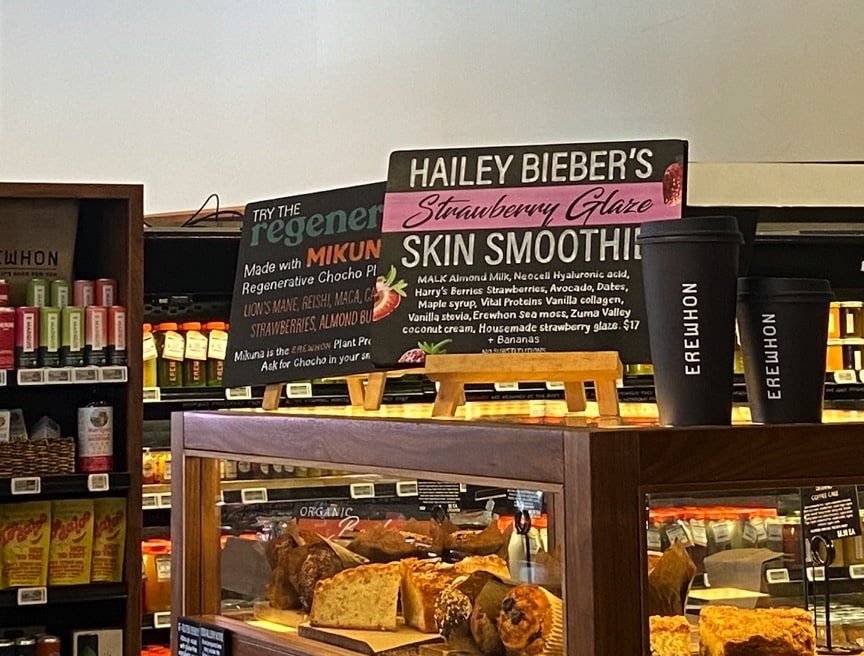 HAILEY BIEBER'S
Strawberry Glaze
SKIN SMOOTHIE
MALK Almond Milk, Neocell Hyaluronic acid,
Harry's Berries Strawberries, Avocado, Dates,
Maple syrup, Vital Proteins Vanilla collagen,
Vanilla stevia, Erewhon Sea moss, Zuma Valley
coconut cream, Housemade strawberry glaze. $17
+ Bananas
NO SUBSTITUTIONS
TRY THE
regener
Made with MIKUN
Regenerative Chocho Pl
LION'S MANE, REISHI, MACA, C
STRAWBERRIES, ALMOND BU
Mikuna is the EREWHON Plant Pro
Ask for Chocho in your sm
EREWHON
EREWHON
EWHON
ORGANIC